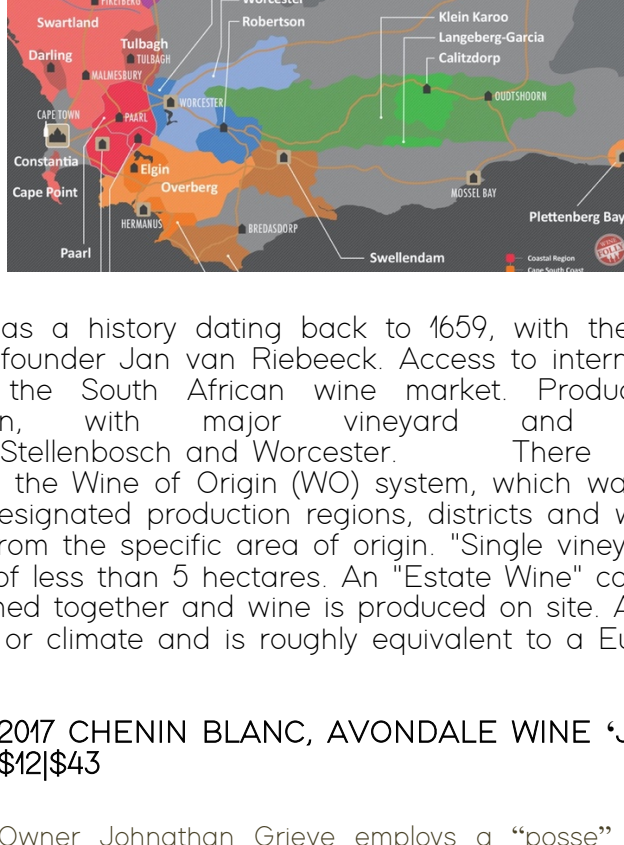 PIKETBERG
Worcester
Swartland
Robertson
Klein Karoo
Langeberg-Garcia
Calitzdorp
Tulbagh
Darling
TULBAGH
MALMESBURY
CAPE TOWN
PAARL
WORCESTER
OUDTSHOORN
Constantia
Elgin
Cape Point
Overberg
MOSSEL BAY
HERMANUS
Plettenberg Bay
BREDASDORP
Paarl
Swellendam
WINE
FOLLY
Coastal Region
Cape South Coast
as a history dating back to 1659, with the
founder Jan van Riebeeck. Access to intern
the South African wine market. Produc
n, with major vineyard and
Stellenbosch and Worcester. There
the Wine of Origin (WO) system, which wa
esignated production regions, districts and w
rom the specific area of origin. "Single viney
of less than 5 hectares. An "Estate Wine" co
ned together and wine is produced on site. A
or climate and is roughly equivalent to a Eu
2017 CHENIN BLANC, AVONDALE WINE ‘J
$12|$43
Owner Johnathan Grieve employs a “posse”